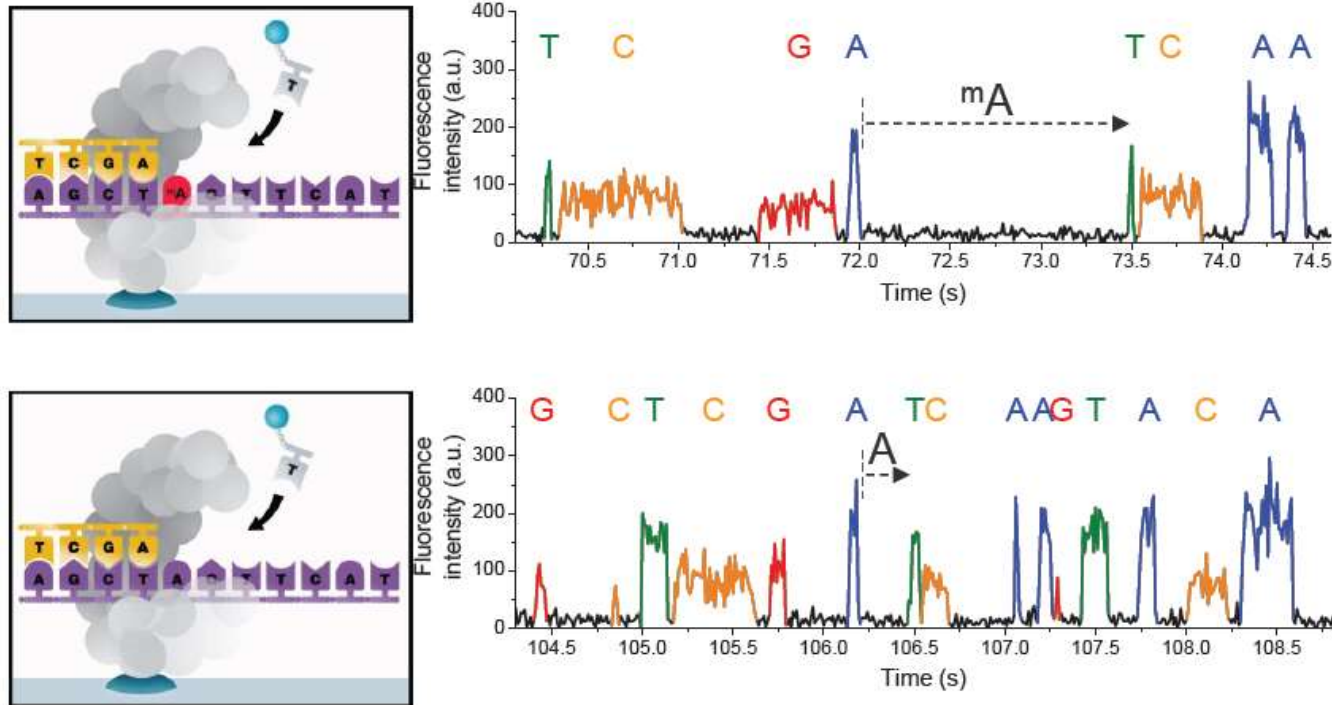 T
T C G A
A G C T mA G T T C A T
Fluorescence
intensity (a.u.)
400
300
200
100
0
T C G A T C A A
mA
70.5 71.0 71.5 72.0 72.5 73.0 73.5 74.0 74.5
Time (s)
T
T C G A
A G C T A G T T C A T
Fluorescence
intensity (a.u.)
400
300
200
100
0
G C T C G A T C A A G T A C A
A
104.5 105.0 105.5 106.0 106.5 107.0 107.5 108.0 108.5
Time (s)